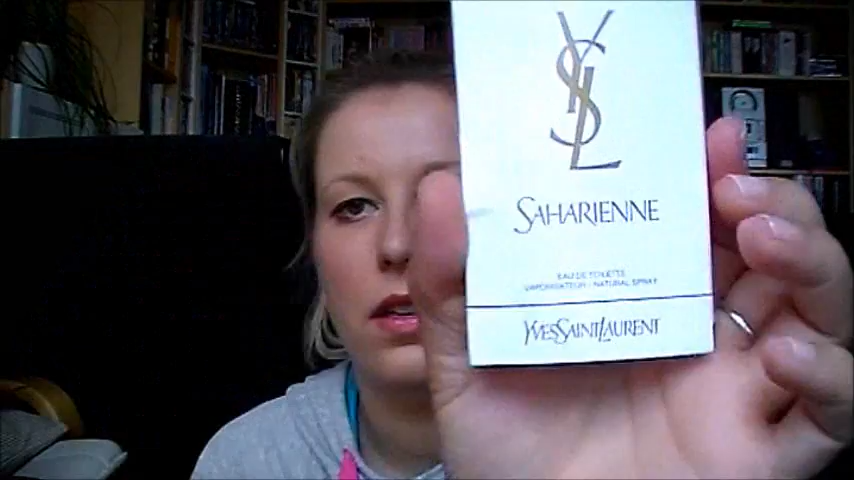 YSL
SAHARIENNE
EAU DE TOILETTE
VAPORISATEUR - NATURAL SPRAY
YVESSAINTLAURENT